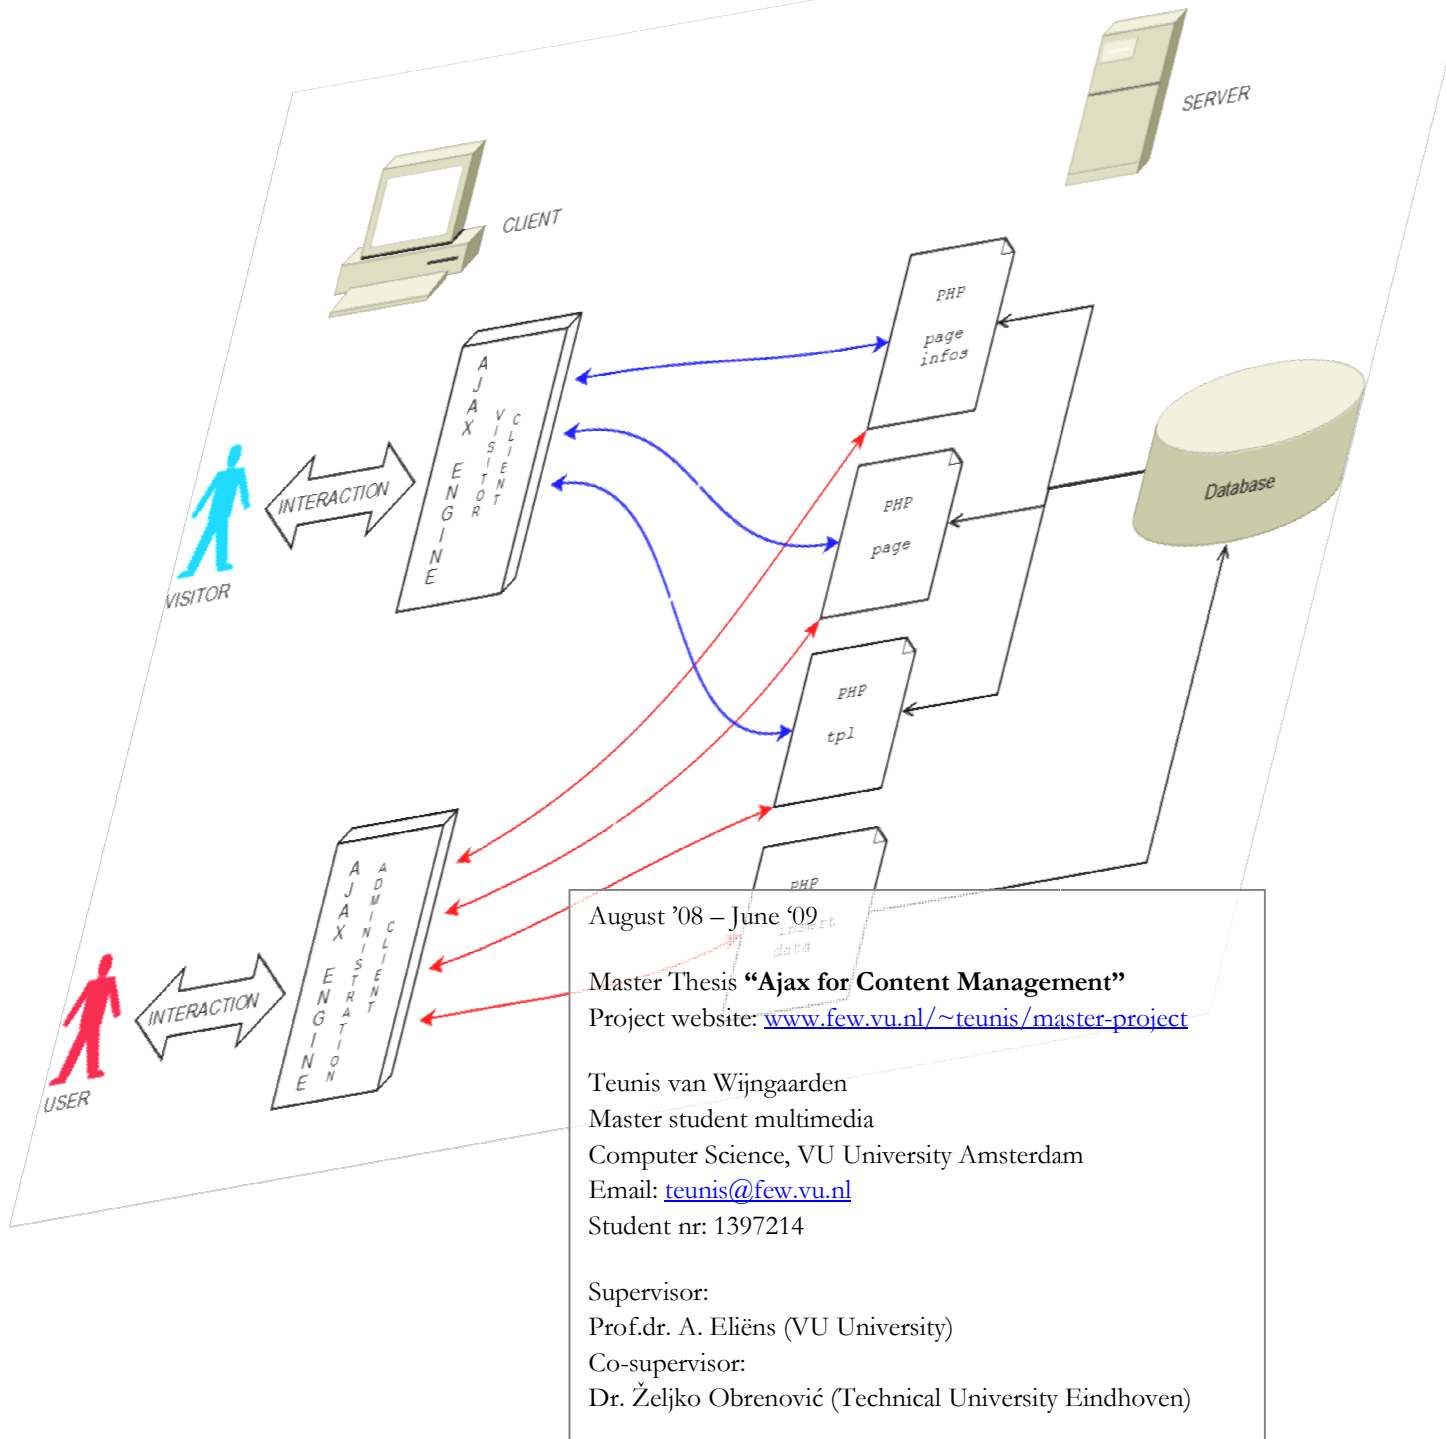 SERVER
CLIENT
PHP
page
infos
AJAX ENGINE
VISITOR
CLIENT
INTERACTION
VISITOR
PHP
page
Database
PHP
tpl
AJAX ENGINE
ADMINISTRATION
CLIENT
INTERACTION
USER
PHP
insert
data
August ’08 – June ‘09
Master Thesis “Ajax for Content Management”
Project website: www.few.vu.nl/~teunis/master-project
Teunis van Wijngaarden
Master student multimedia
Computer Science, VU University Amsterdam
Email: teunis@few.vu.nl
Student nr: 1397214
Supervisor:
Prof.dr. A. Eliëns (VU University)
Co-supervisor:
Dr. Željko Obrenović (Technical University Eindhoven)